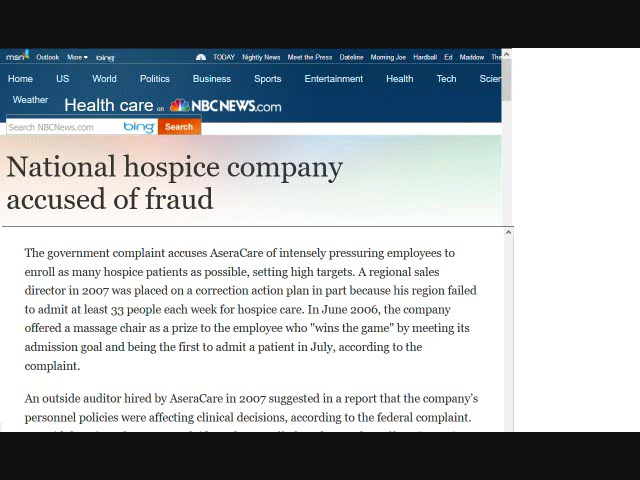 msn Outlook More bing TODAY Nightly News Meet the Press Dateline Morning Joe Hardball Ed Maddow The
Home US World Politics Business Sports Entertainment Health Tech Scien
Weather Health care on NBCNEWS.com
Search NBCNews.com bing Search
National hospice company
accused of fraud
The government complaint accuses AseraCare of intensely pressuring employees to
enroll as many hospice patients as possible, setting high targets. A regional sales
director in 2007 was placed on a correction action plan in part because his region failed
to admit at least 33 people each week for hospice care. In June 2006, the company
offered a massage chair as a prize to the employee who "wins the game" by meeting its
admission goal and being the first to admit a patient in July, according to the
complaint.
An outside auditor hired by AseraCare in 2007 suggested in a report that the company's
personnel policies were affecting clinical decisions, according to the federal complaint.